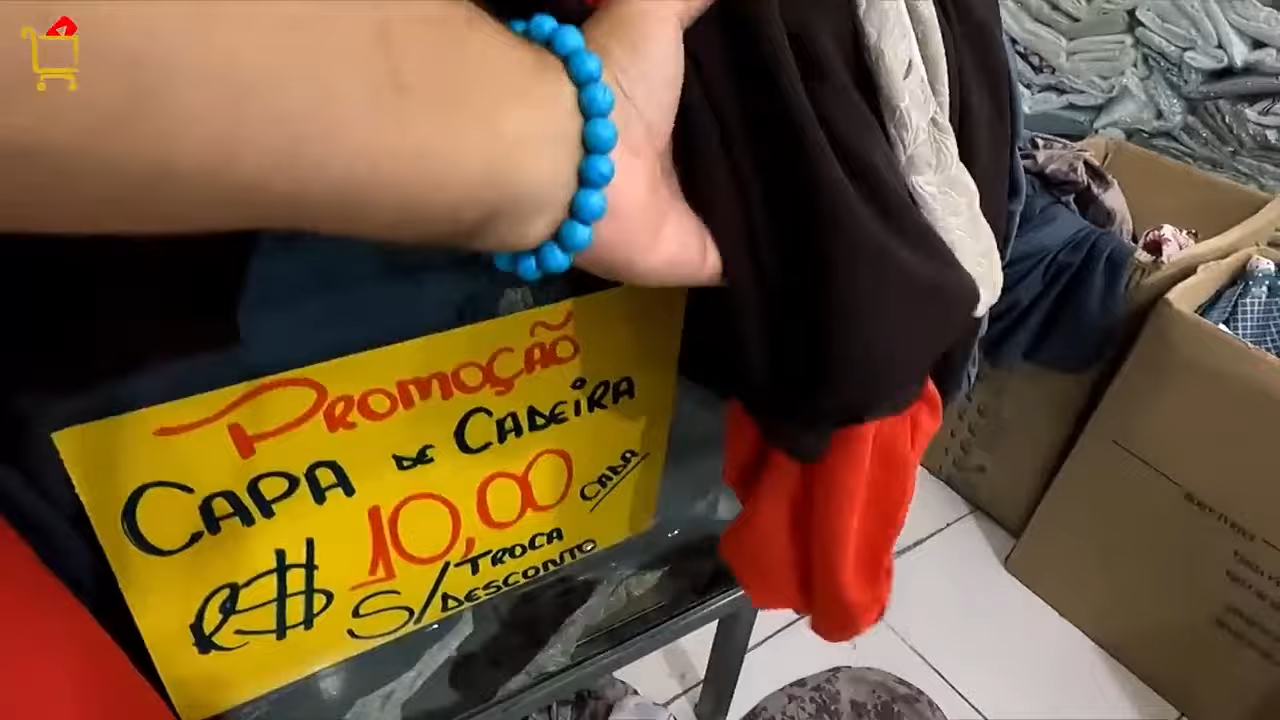 PROMOÇÃO
CAPA DE CADEIRA
R$ 10,00 CADA
S/ TROCA
DESCONTO